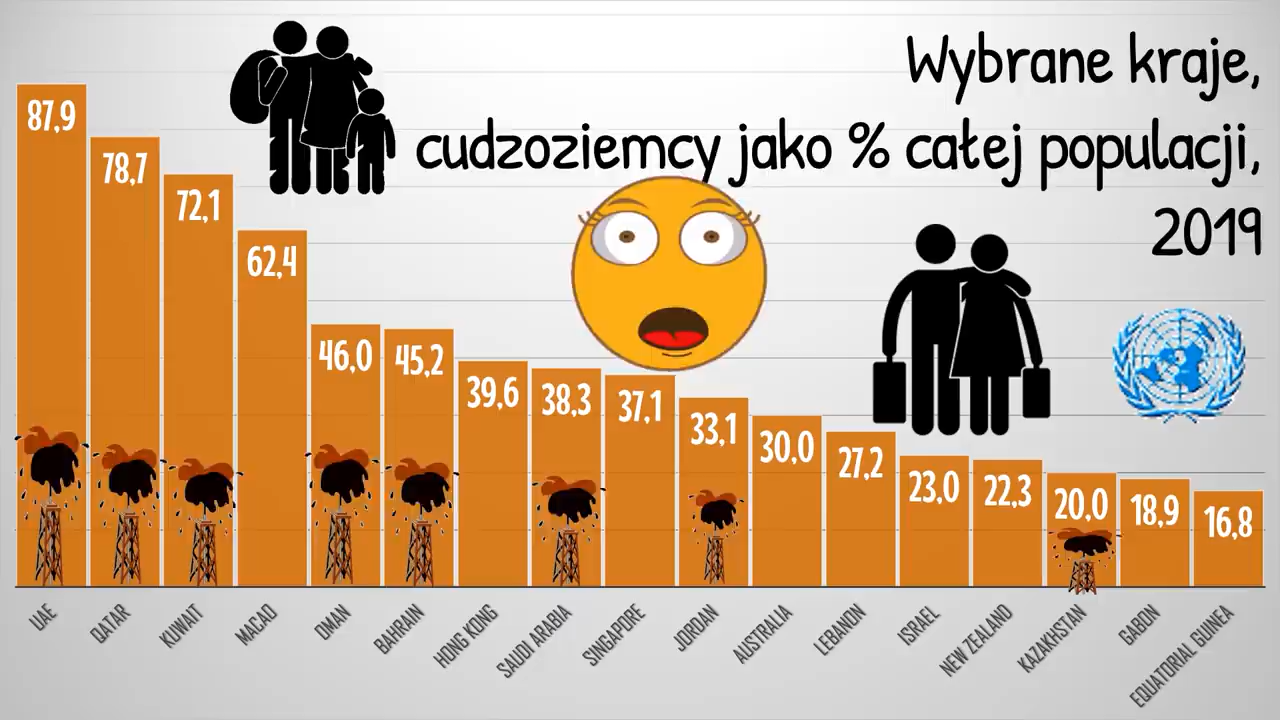 Wybrane kraje,
cudzoziemcy jako % całej populacji,
2019
87,9
78,7
72,1
62,4
46,0
45,2
39,6
38,3
37,1
33,1
30,0
27,2
23,0
22,3
20,0
18,9
16,8
UAE
QATAR
KUWAIT
MACAO
OMAN
BAHRAIN
HONG KONG
SAUDI ARABIA
SINGAPORE
JORDAN
AUSTRALIA
LEBANON
ISRAEL
NEW ZEALAND
KAZAKHSTAN
GABON
EQUATORIAL GUINEA